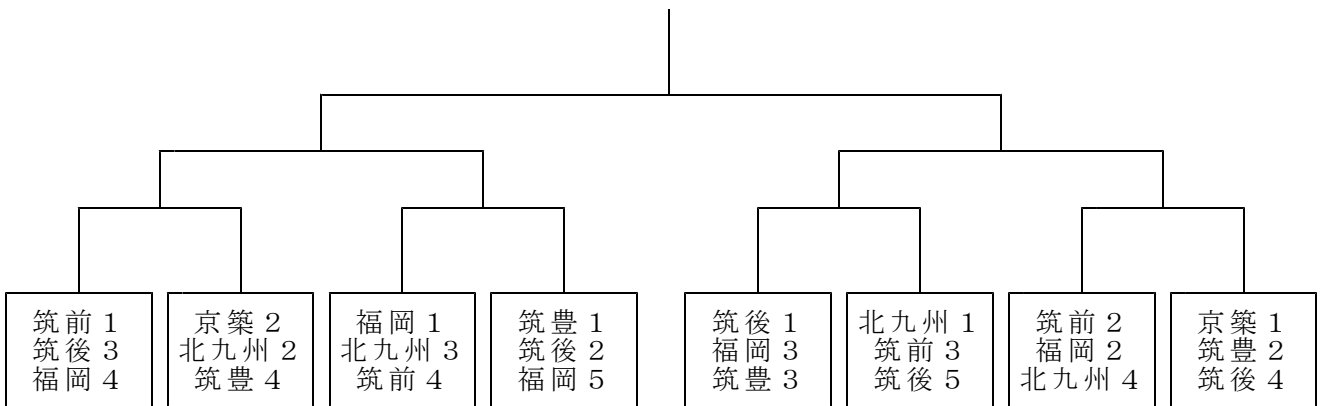 筑前１
筑後３
福岡４
京築２
北九州２
筑豊４
福岡１
北九州３
筑前４
筑豊１
筑後２
福岡５
筑後１
福岡３
筑豊３
北九州１
筑前３
筑後５
筑前２
福岡２
北九州４
京築１
筑豊２
筑後４